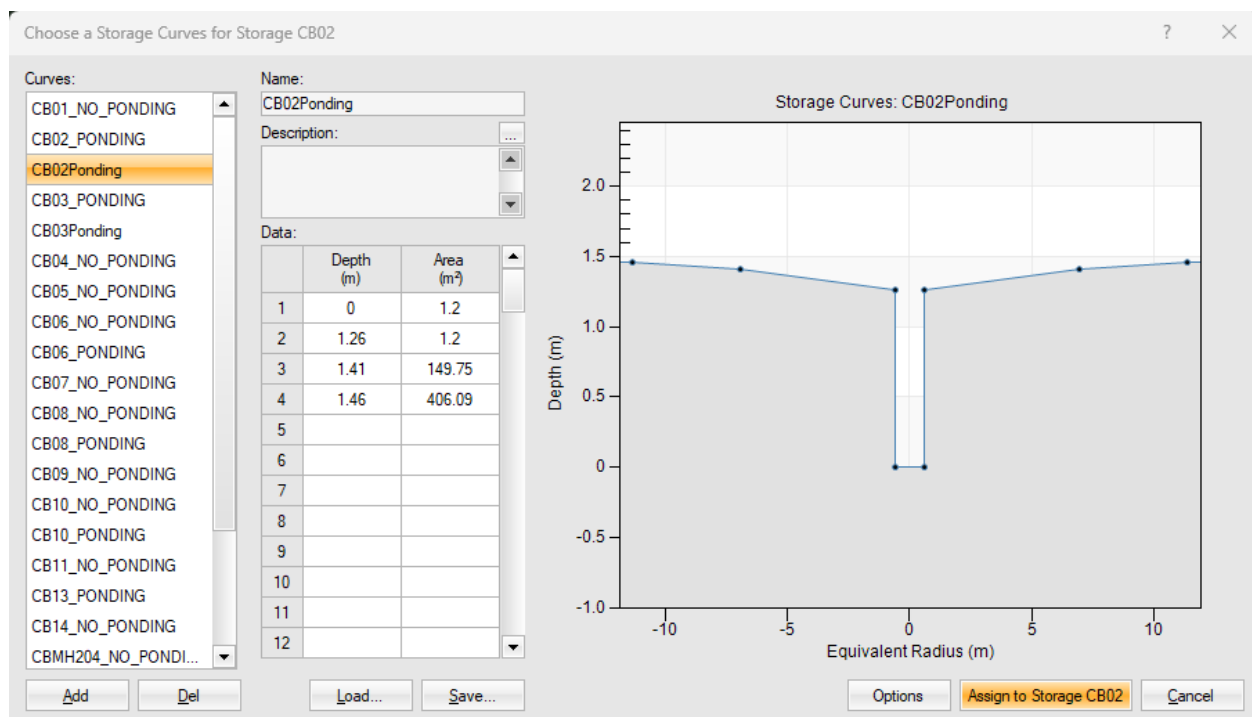 Choose a Storage Curves for Storage CB02
?
Curves:
CB01_NO_PONDING
CB02_PONDING
CB02Ponding
CB03_PONDING
CB03Ponding
CB04_NO_PONDING
CB05_NO_PONDING
CB06_NO_PONDING
CB06_PONDING
CB07_NO_PONDING
CB08_NO_PONDING
CB08_PONDING
CB09_NO_PONDING
CB10_NO_PONDING
CB10_PONDING
CB11_NO_PONDING
CB13_PONDING
CB14_NO_PONDING
CBMH204_NO_PONDI...
Add Del
Name:
CB02Ponding
Description:
...
Data:
Depth (m) Area (m²)
1 0 1.2
2 1.26 1.2
3 1.41 149.75
4 1.46 406.09
5
6
7
8
9
10
11
12
Load... Save...
Storage Curves: CB02Ponding
Depth (m)
2.0
1.5
1.0
0.5
0
-0.5
-1.0
-10 -5 0 5 10
Equivalent Radius (m)
Options Assign to Storage CB02 Cancel